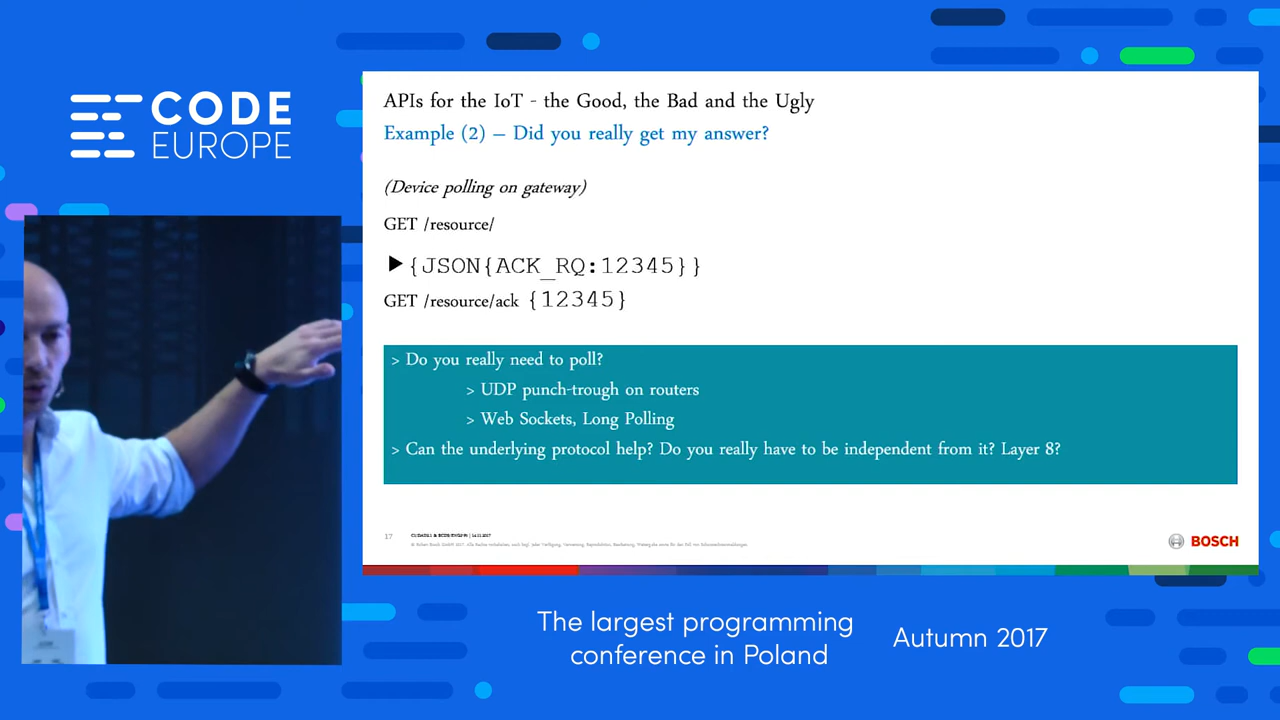 CODE
EUROPE
APIs for the IoT - the Good, the Bad and the Ugly
Example (2) – Did you really get my answer?
(Device polling on gateway)
GET /resource/
►{JSON{ACK_RQ:12345}}
GET /resource/ack {12345}
> Do you really need to poll?
> UDP punch-trough on routers
> Web Sockets, Long Polling
> Can the underlying protocol help? Do you really have to be independent from it? Layer 8?
17
BOSCH
The largest programming
conference in Poland
Autumn 2017